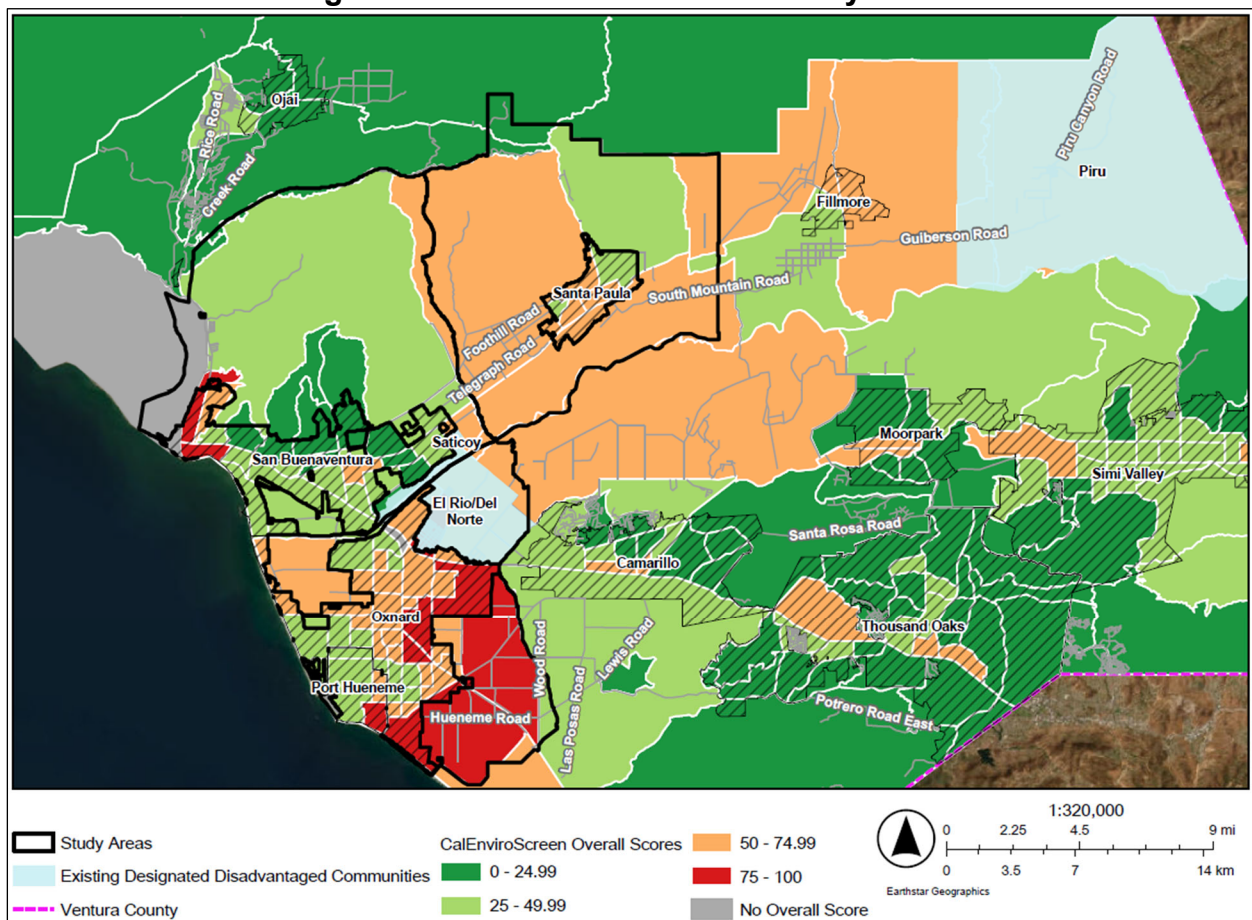 Ojai
Rice Road
Creek Road
Piru Canyon Road
Piru
Fillmore
Guiberson Road
Santa Paula
South Mountain Road
Foothill Road
Telegraph Road
Saticoy
San Buenaventura
Moorpark
Simi Valley
El Rio/Del
Norte
Santa Rosa Road
Camarillo
Oxnard
Thousand Oaks
Wood Road
Lewis Road
Port Hueneme
Hueneme Road
Las Posas Road
Potrero Road East
Study Areas
Existing Designated Disadvantaged Communities
Ventura County
CalEnviroScreen Overall Scores
0 - 24.99
25 - 49.99
50 - 74.99
75 - 100
No Overall Score
1:320,000
0 2.25 4.5 9 mi
0 3.5 7 14 km
Earthstar Geographics